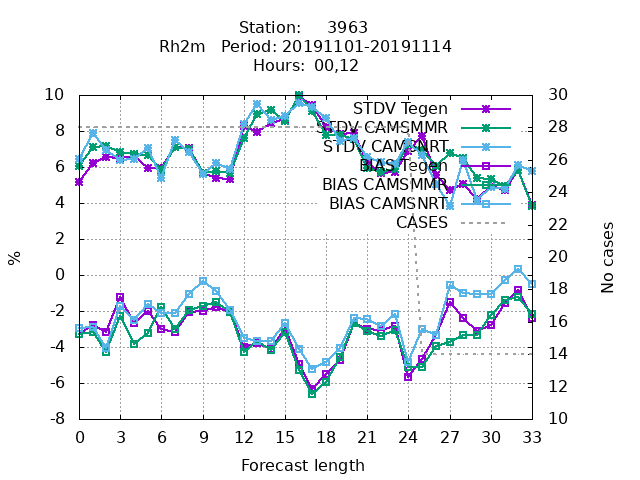 Station: 3963
Rh2m Period: 20191101-20191114
Hours: 00,12
10 30
STDV Tegen
8 28
STDV CAMSMMR
STDV CAMSNRT
6 26
BIAS Tegen
BIAS CAMSMMR
4 24
BIAS CAMSNRT
CASES
22
2
20
0
18
-2
16
-4
14
-6
12
-8 10
% No cases
0 3 6 9 12 15 18 21 24 27 30 33
Forecast length